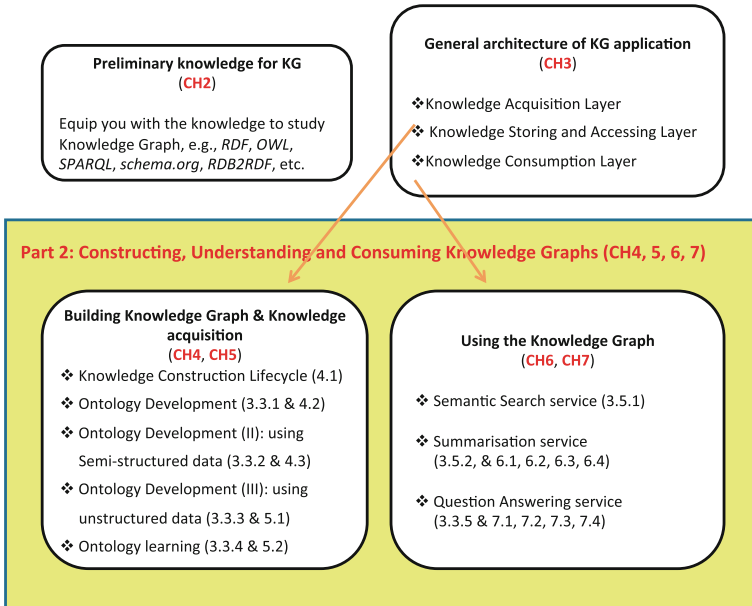 Preliminary knowledge for KG
(CH2)
Equip you with the knowledge to study
Knowledge Graph, e.g., RDF, OWL,
SPARQL, schema.org, RDB2RDF, etc.
General architecture of KG application
(CH3)
❖Knowledge Acquisition Layer
❖ Knowledge Storing and Accessing Layer
❖Knowledge Consumption Layer
Part 2: Constructing, Understanding and Consuming Knowledge Graphs (CH4, 5, 6, 7)
Building Knowledge Graph & Knowledge
acquisition
(CH4, CH5)
❖ Knowledge Construction Lifecycle (4.1)
❖ Ontology Development (3.3.1 & 4.2)
❖ Ontology Development (II): using
Semi-structured data (3.3.2 & 4.3)
❖ Ontology Development (III): using
unstructured data (3.3.3 & 5.1)
❖ Ontology learning (3.3.4 & 5.2)
Using the Knowledge Graph
(CH6, CH7)
❖ Semantic Search service (3.5.1)
❖ Summarisation service
(3.5.2, & 6.1, 6.2, 6.3, 6.4)
❖ Question Answering service
(3.3.5 & 7.1, 7.2, 7.3, 7.4)